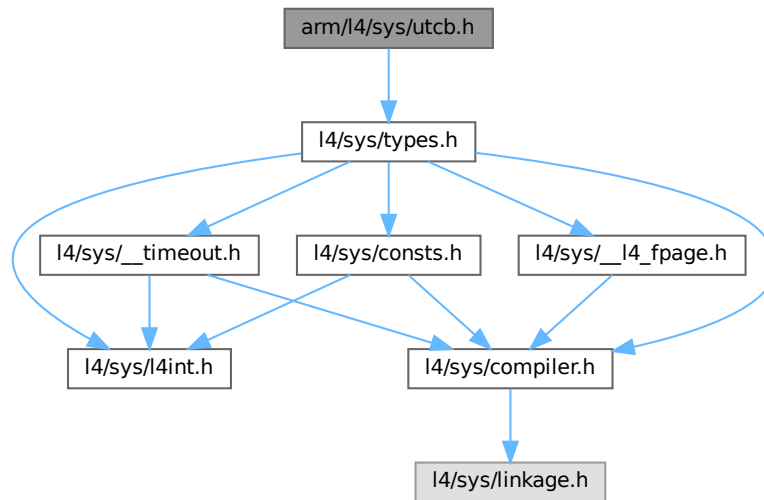 arm/l4/sys/utcb.h
l4/sys/types.h
l4/sys/__timeout.h
l4/sys/consts.h
l4/sys/__l4_fpage.h
l4/sys/l4int.h
l4/sys/compiler.h
l4/sys/linkage.h